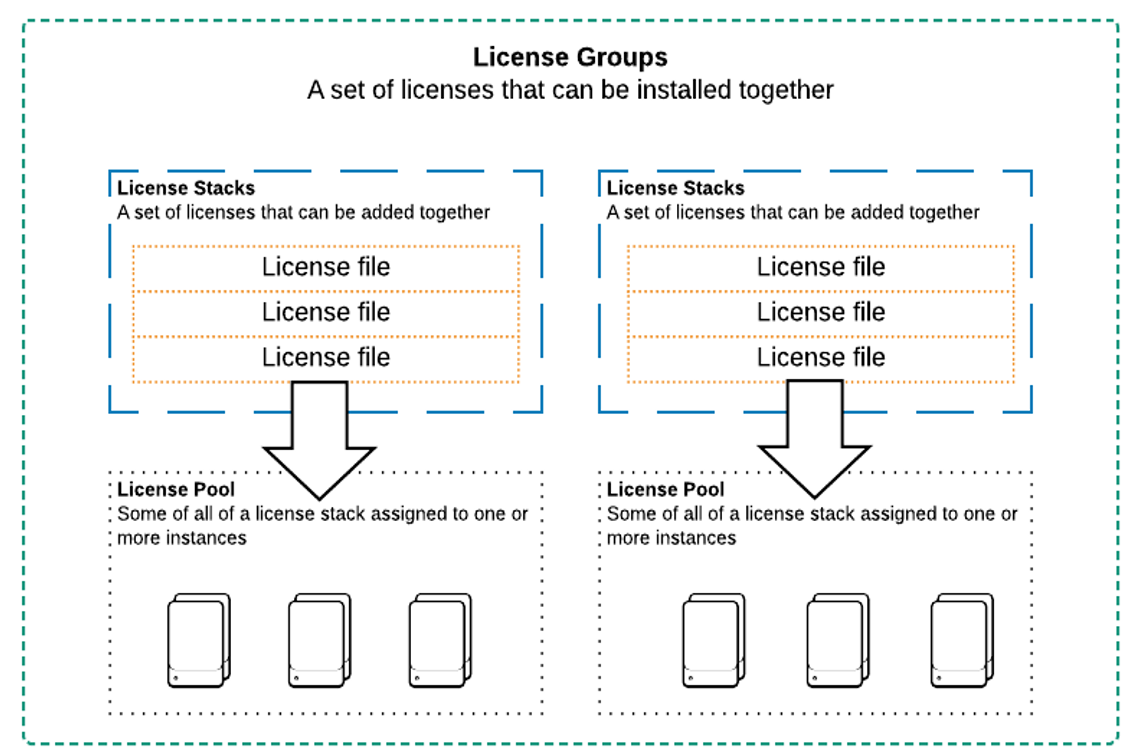 License Groups
A set of licenses that can be installed together
License Stacks
A set of licenses that can be added together
License file
License file
License file
License Pool
Some of all of a license stack assigned to one or
more instances
License Stacks
A set of licenses that can be added together
License file
License file
License file
License Pool
Some of all of a license stack assigned to one or
more instances